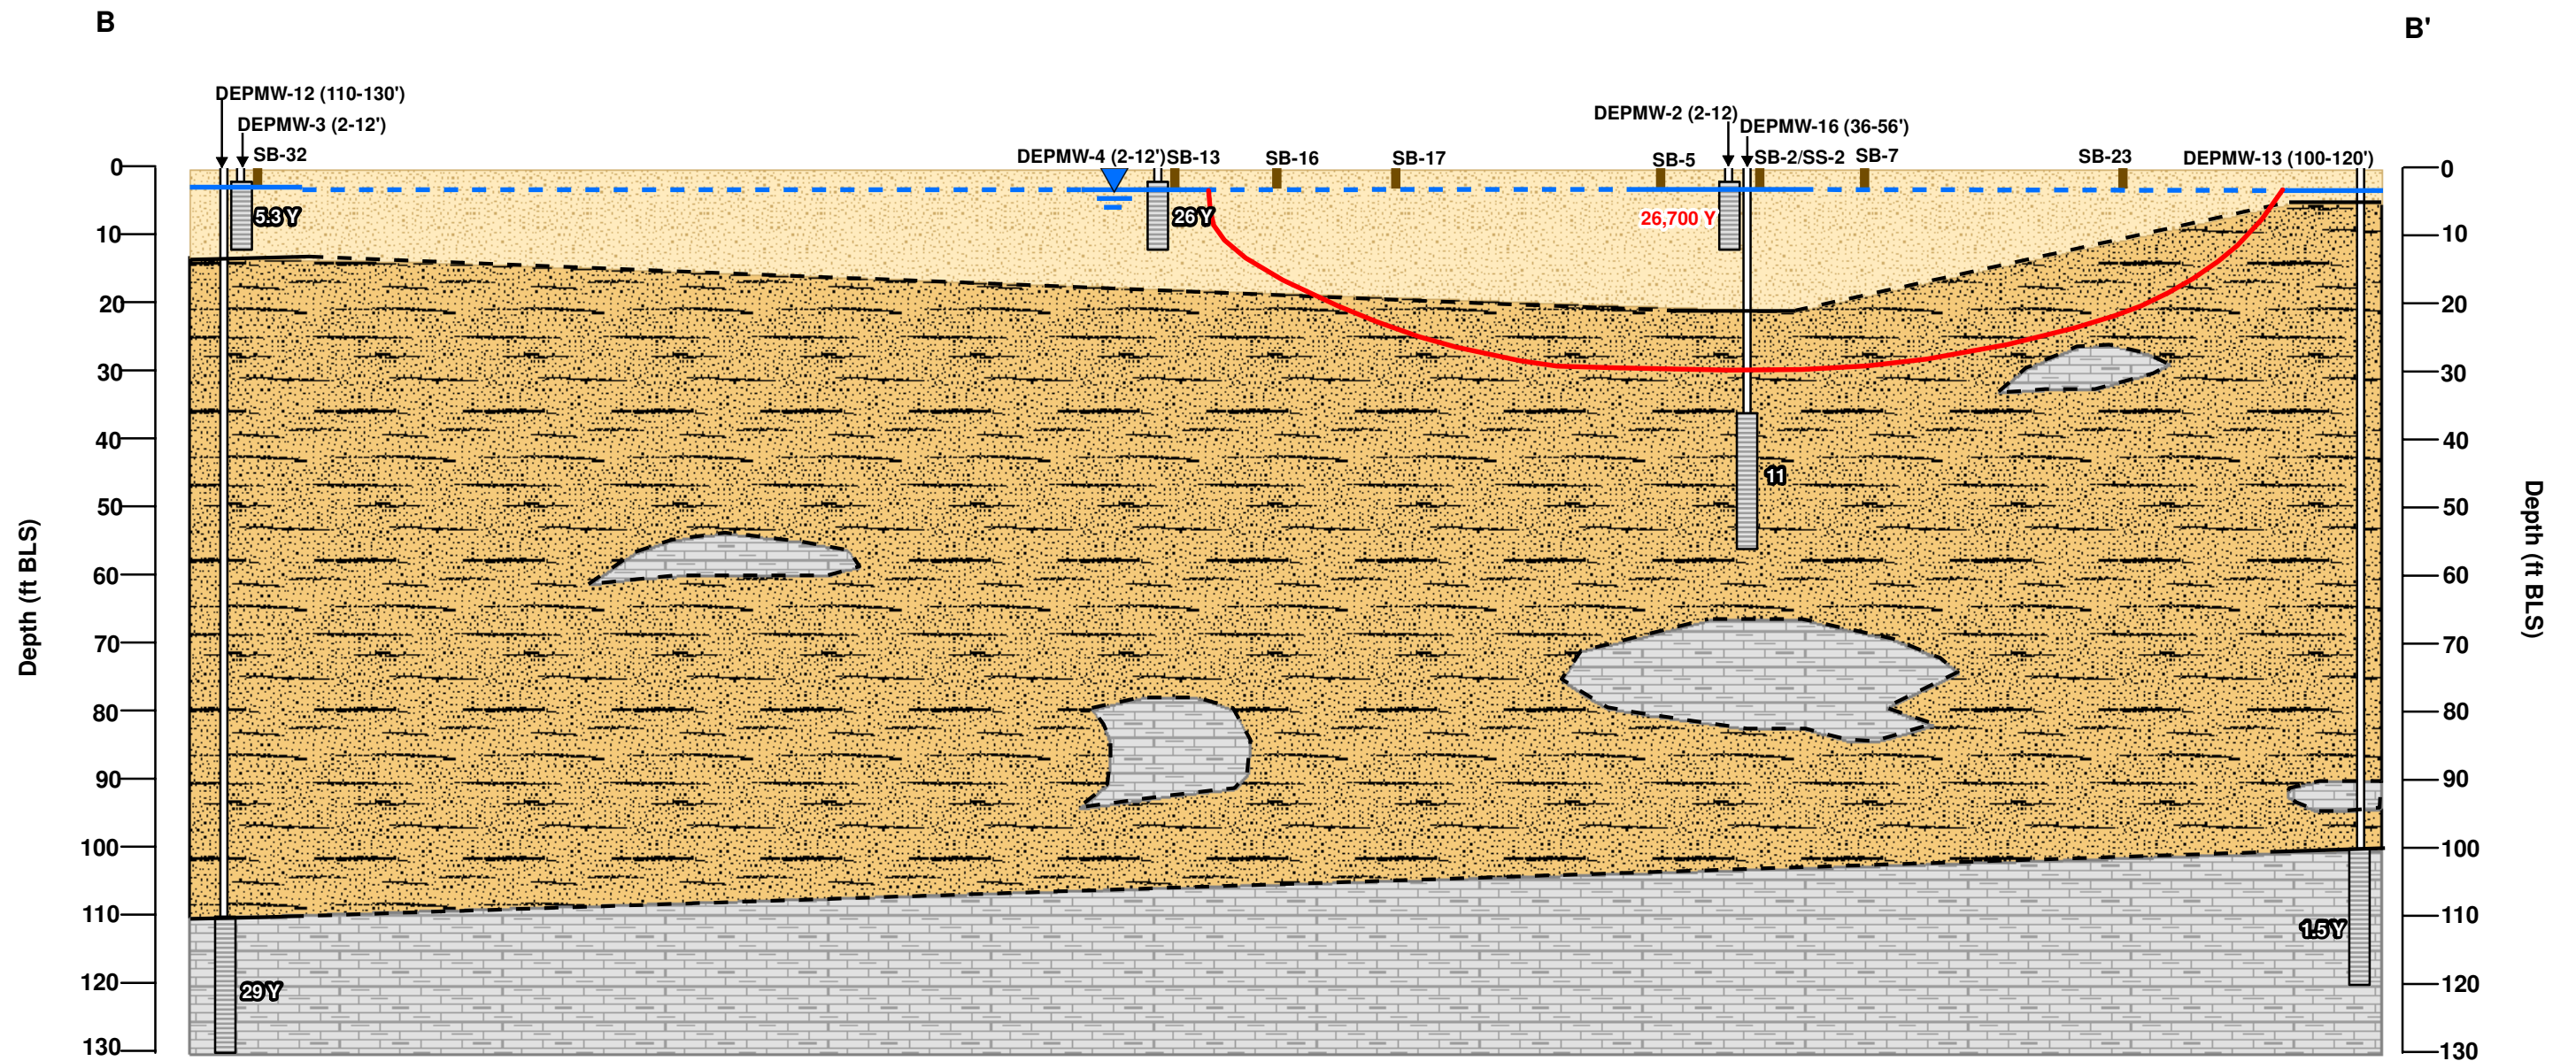 B
B'
DEPMW-12 (110-130')
DEPMW-3 (2-12')
SB-32
DEPMW-4 (2-12')
SB-13
SB-16
SB-17
DEPMW-2 (2-12)
DEPMW-16 (36-56')
SB-5
SB-2/SS-2
SB-7
SB-23
DEPMW-13 (100-120')
0
10
20
30
40
50
60
70
80
90
100
110
120
130
Depth (ft BLS)
5.3 Y
26 Y
26,700 Y
11
29 Y
1.5 Y
0
10
20
30
40
50
60
70
80
90
100
110
120
130
Depth (ft BLS)